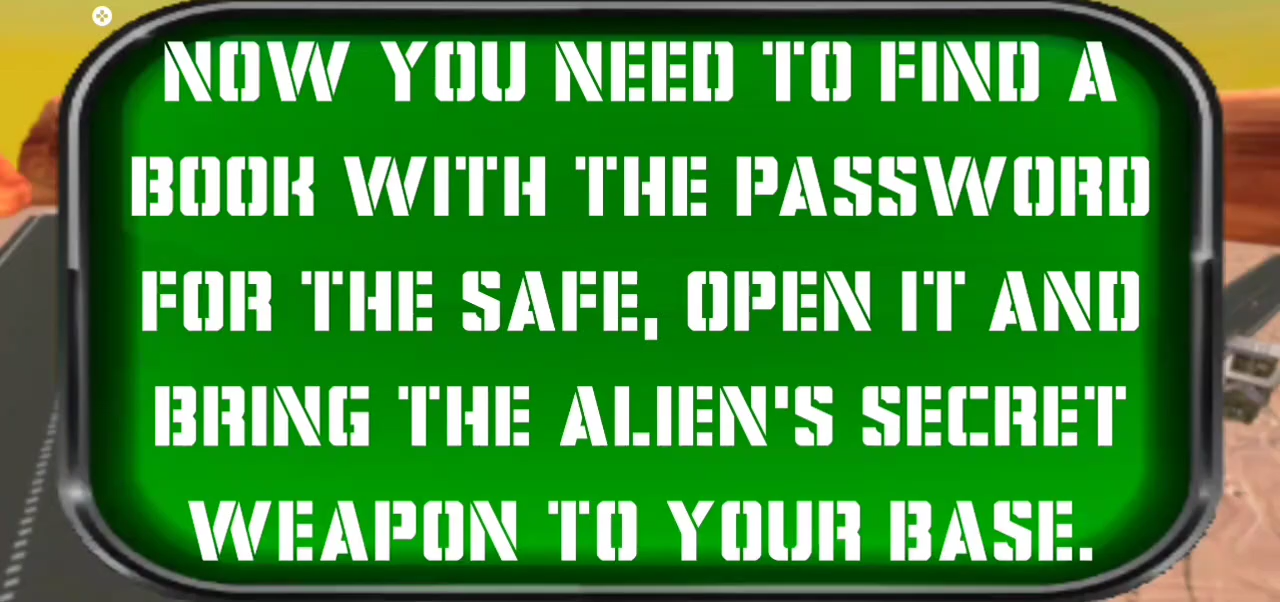 NOW YOU NEED TO FIND A
BOOK WITH THE PASSWORD
FOR THE SAFE, OPEN IT AND
BRING THE ALIEN'S SECRET
WEAPON TO YOUR BASE.